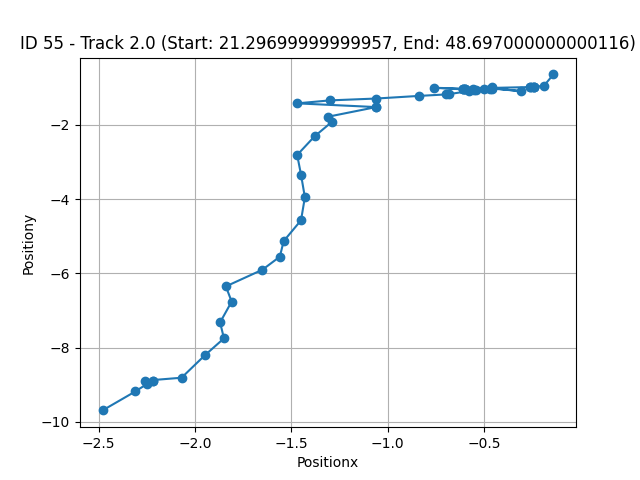 ID 55 - Track 2.0 (Start: 21.29699999999957, End: 48.697000000000116)
Positiony
−2
−4
−6
−8
−10
−2.5 −2.0 −1.5 −1.0 −0.5
Positionx